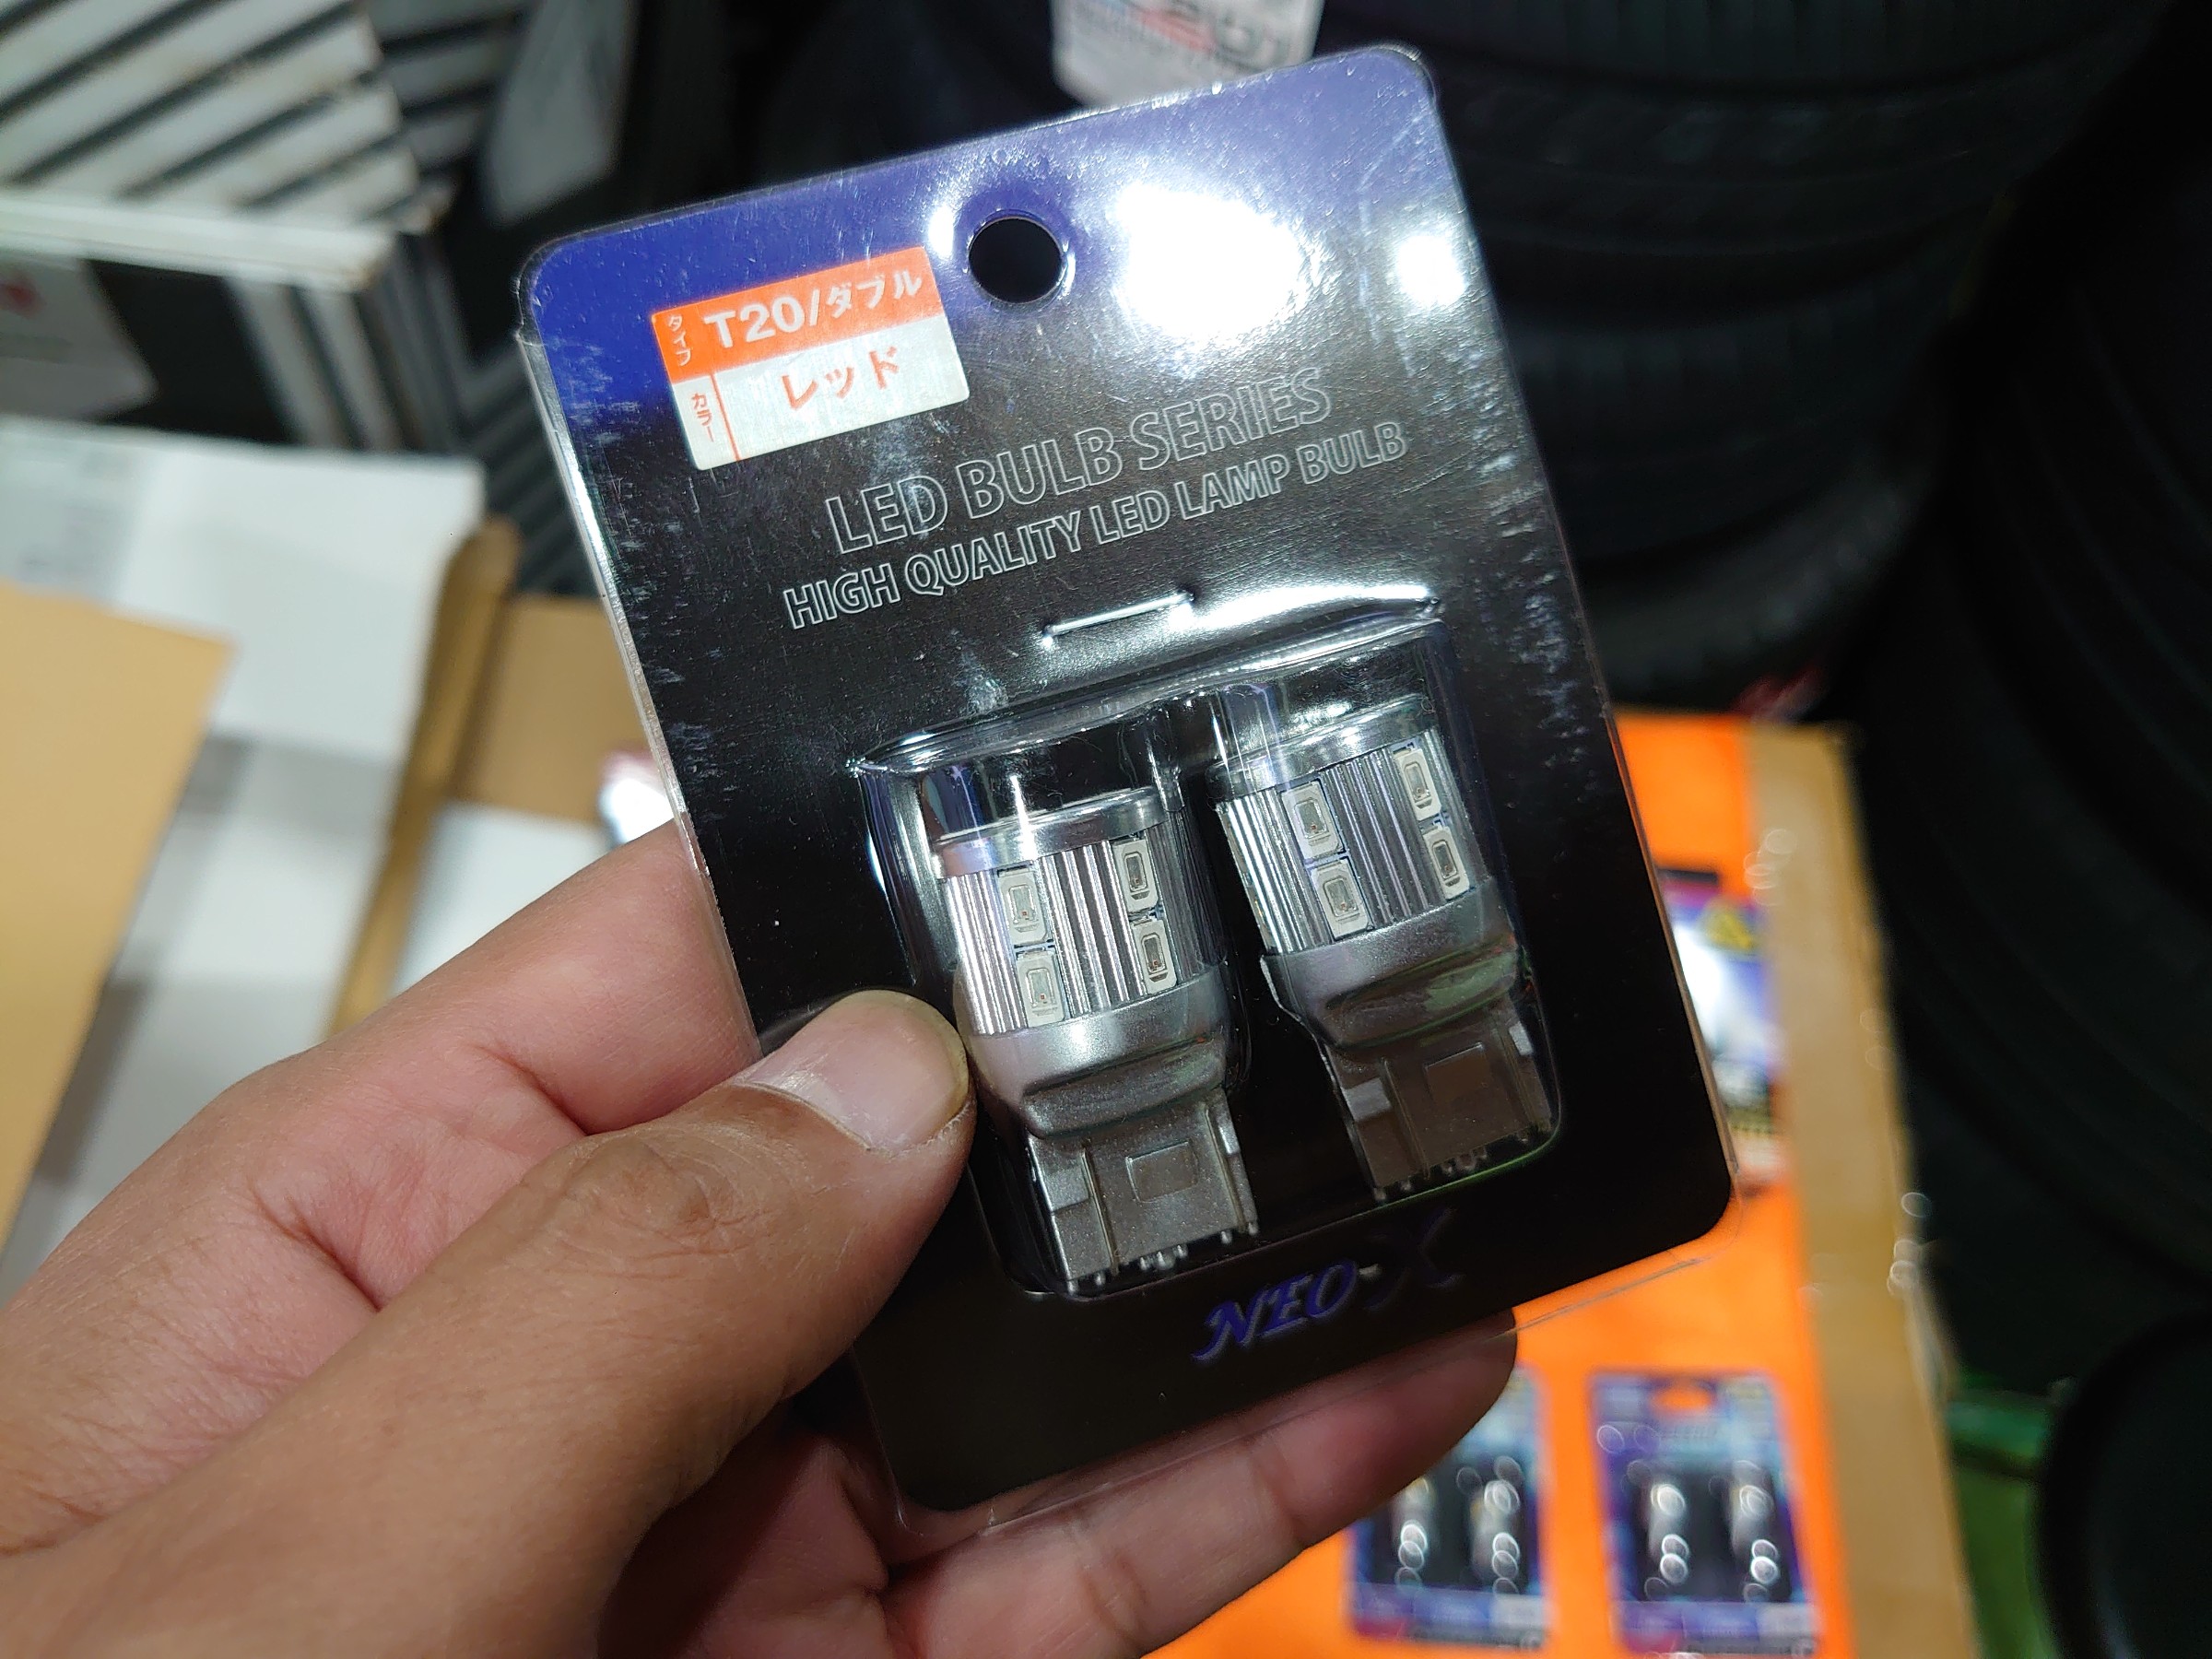 タイプ T20/ダブル
カラー レッド
LED BULB SERIES
HIGH QUALITY LED LAMP BULB
NEO-X